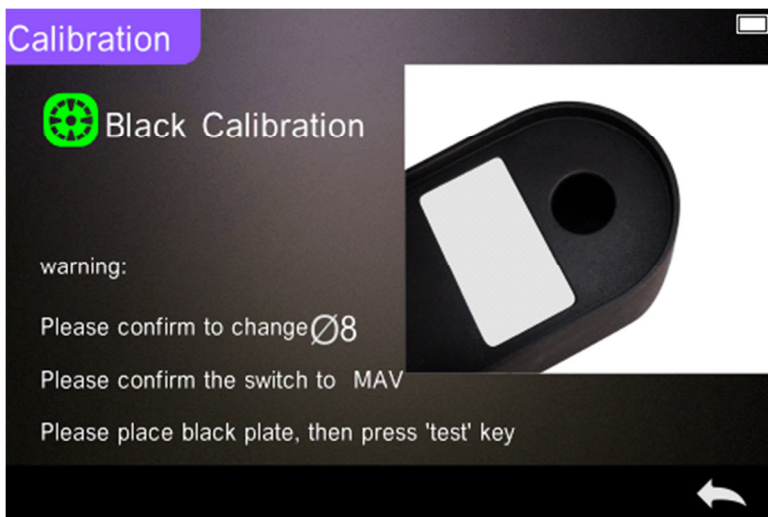 Calibration
Black Calibration
warning:
Please confirm to change∅8
Please confirm the switch to MAV
Please place black plate, then press 'test' key